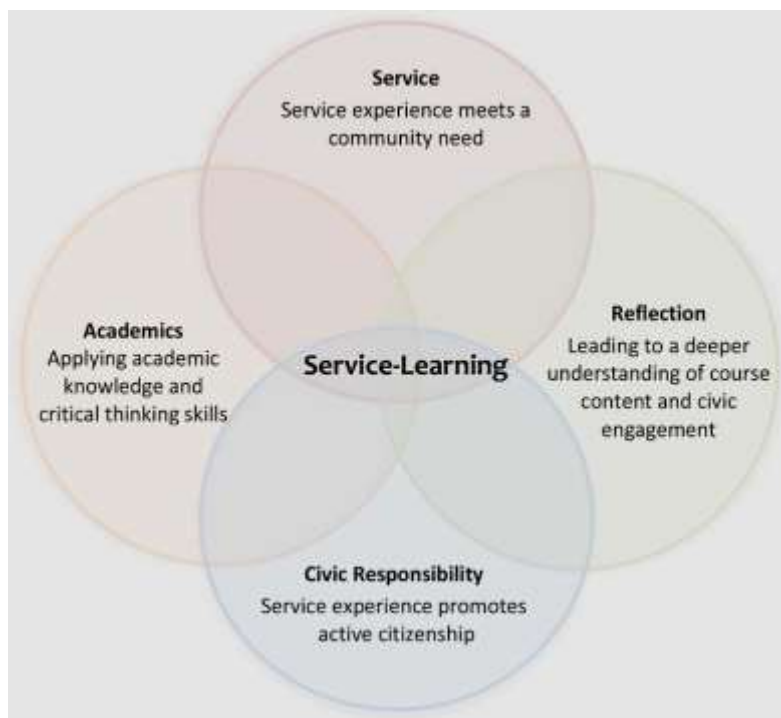 Service
Service experience meets a
community need
Academics
Applying academic
knowledge and
critical thinking skills
Service-Learning
Reflection
Leading to a deeper
understanding of course
content and civic
engagement
Civic Responsibility
Service experience promotes
active citizenship